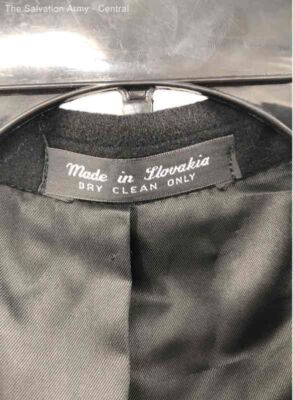 The Salvation Army - Central
Made in Slovakia
DRY CLEAN ONLY